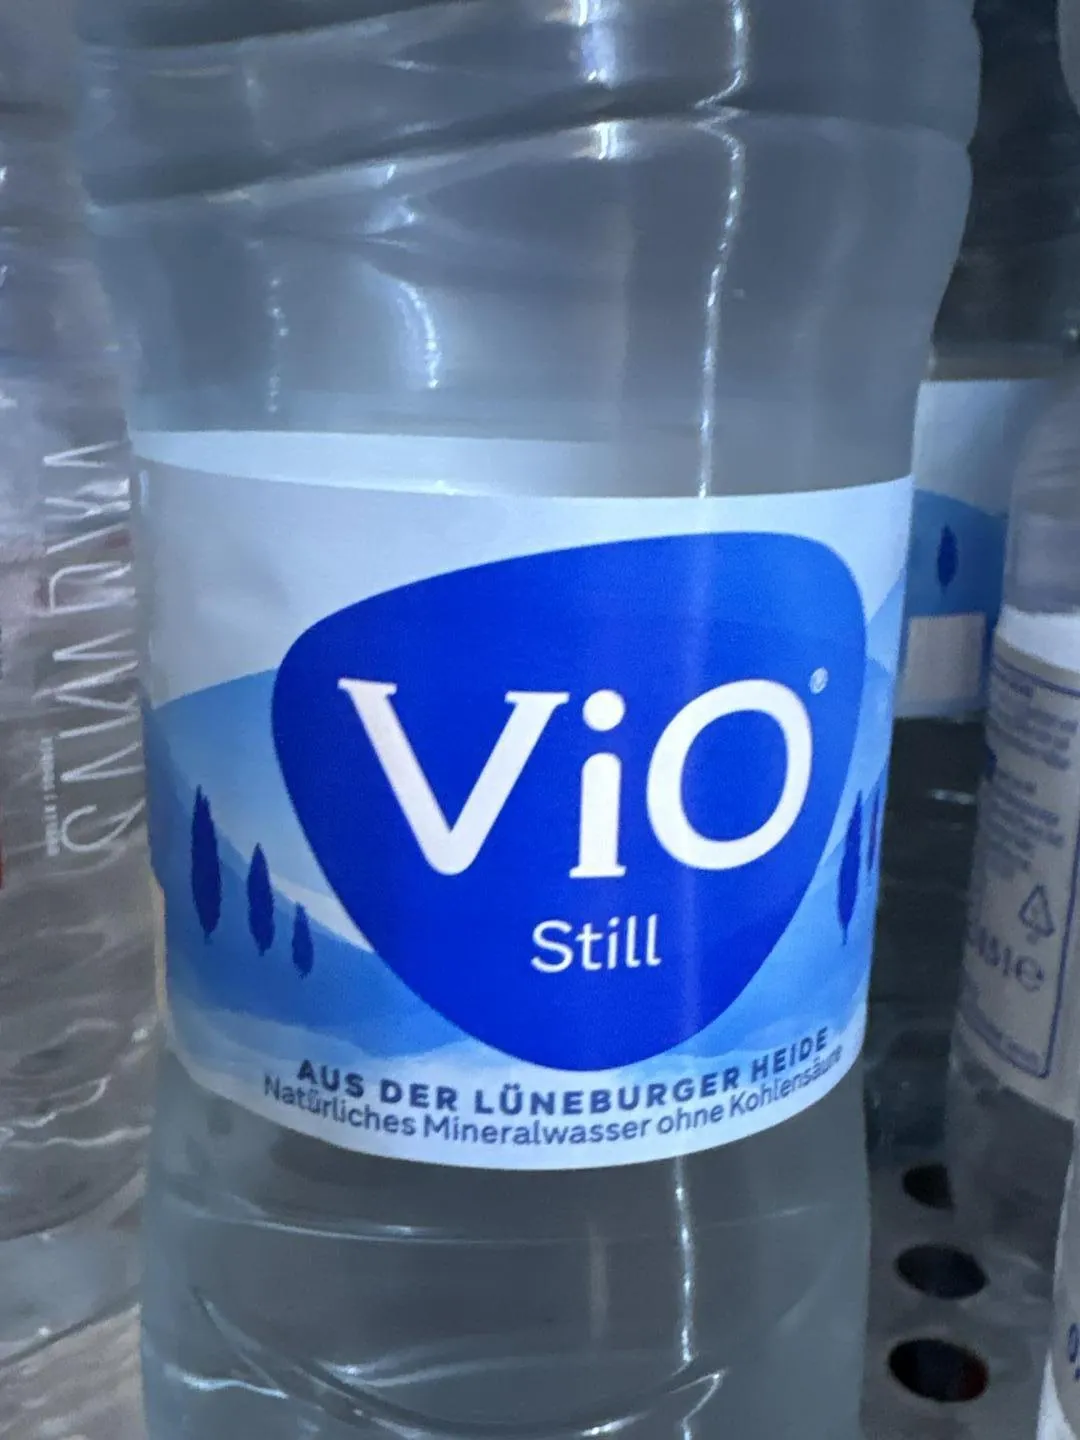 ViO®
Still
AUS DER LÜNEBURGER HEIDE
Natürliches Mineralwasser ohne Kohlensäure